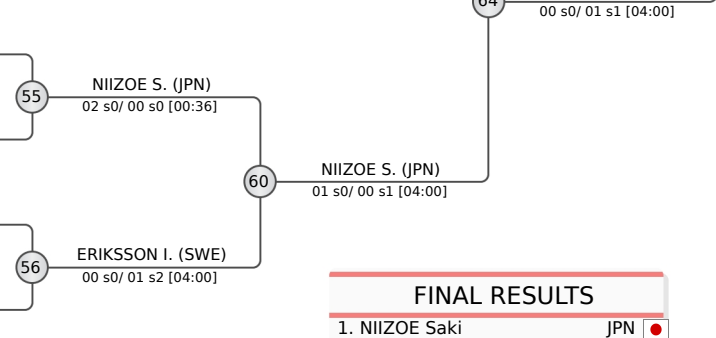 64
00 s0/ 01 s1 [04:00]
55
NIIZOE S. (JPN)
02 s0/ 00 s0 [00:36]
60
NIIZOE S. (JPN)
01 s0/ 00 s1 [04:00]
56
ERIKSSON I. (SWE)
00 s0/ 01 s2 [04:00]
FINAL RESULTS
1. NIIZOE Saki JPN